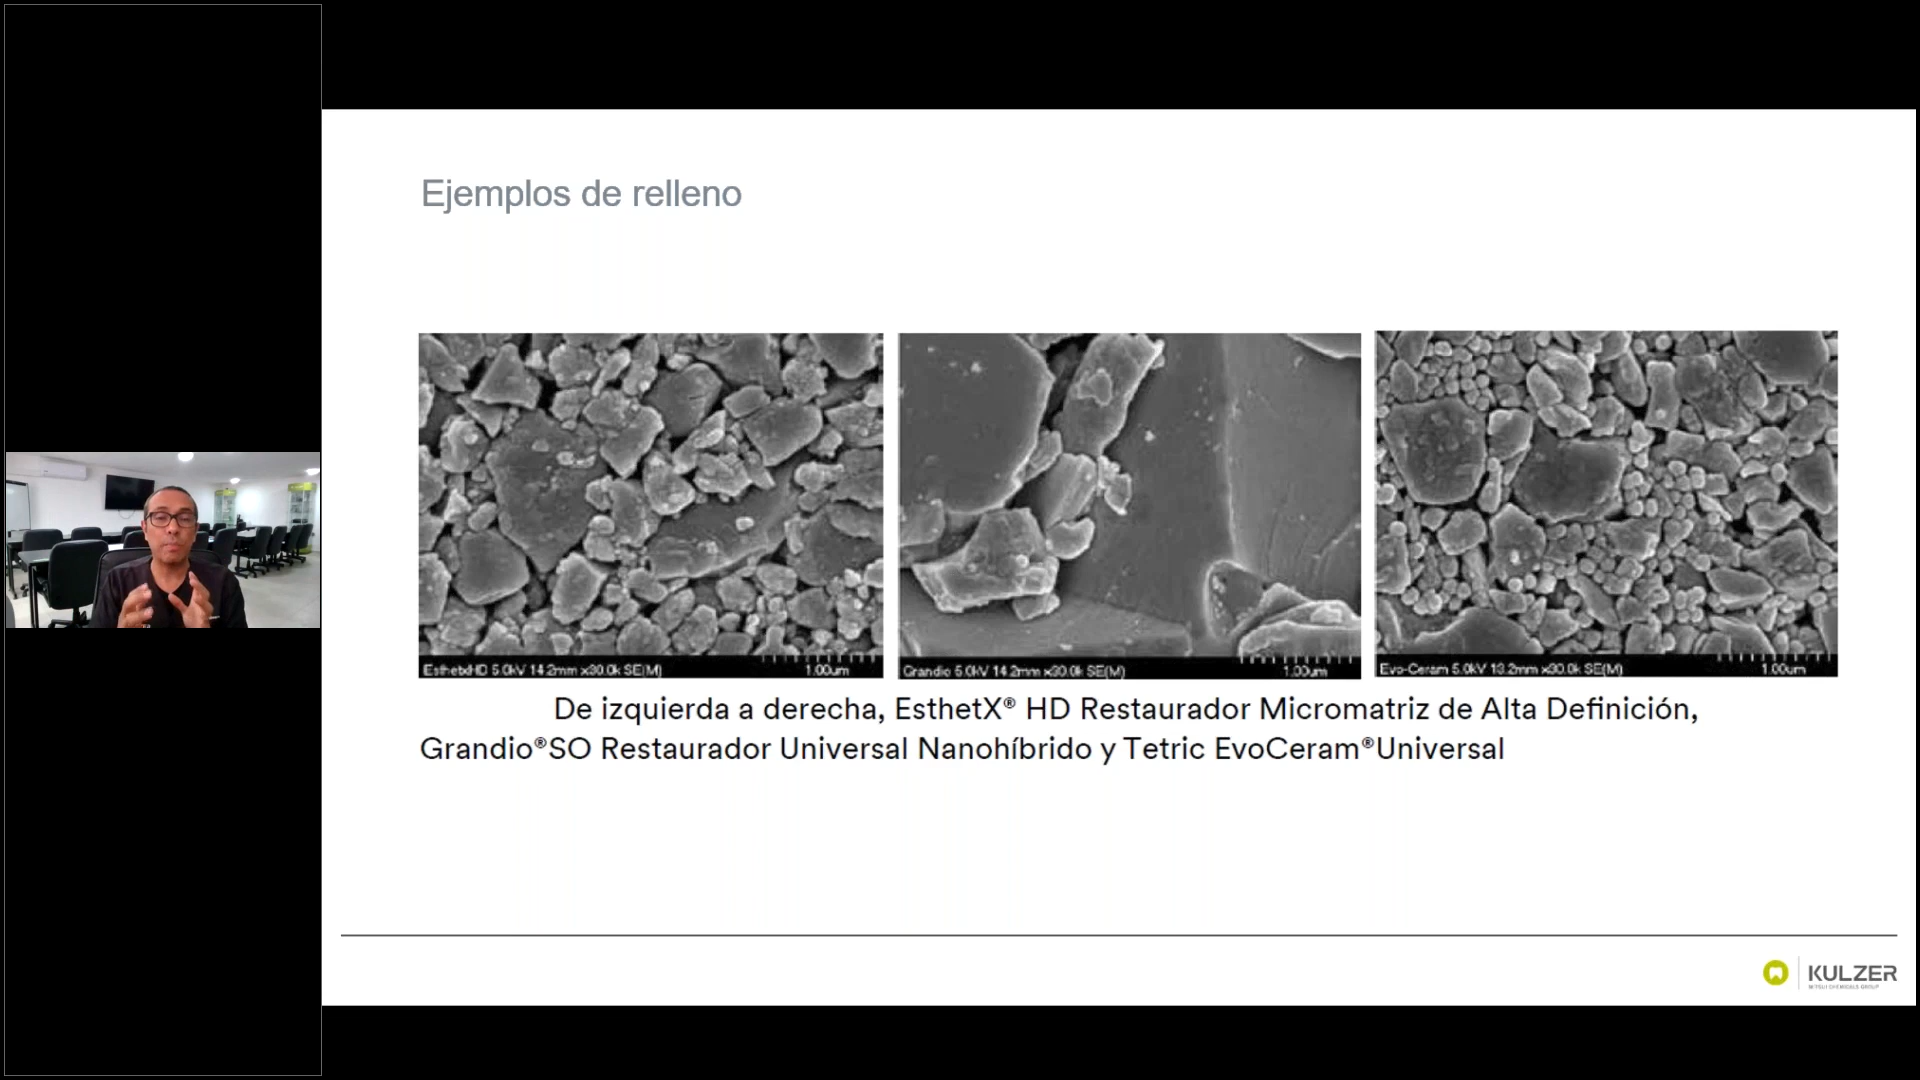 Ejemplos de relleno
EsthetxHD 5.0kV 14.2mm x30.0k SE(M) 1.00um
Grandio 5.0kV 14.2mm x30.0k SE(M) 1.00um
Evo-Ceram 5.0kV 13.2mm x30.0k SE(M) 1.00um
De izquierda a derecha, EsthetX® HD Restaurador Micromatriz de Alta Definición,
Grandio®SO Restaurador Universal Nanohíbrido y Tetric EvoCeram®Universal
KULZER
MITSUI CHEMICALS GROUP